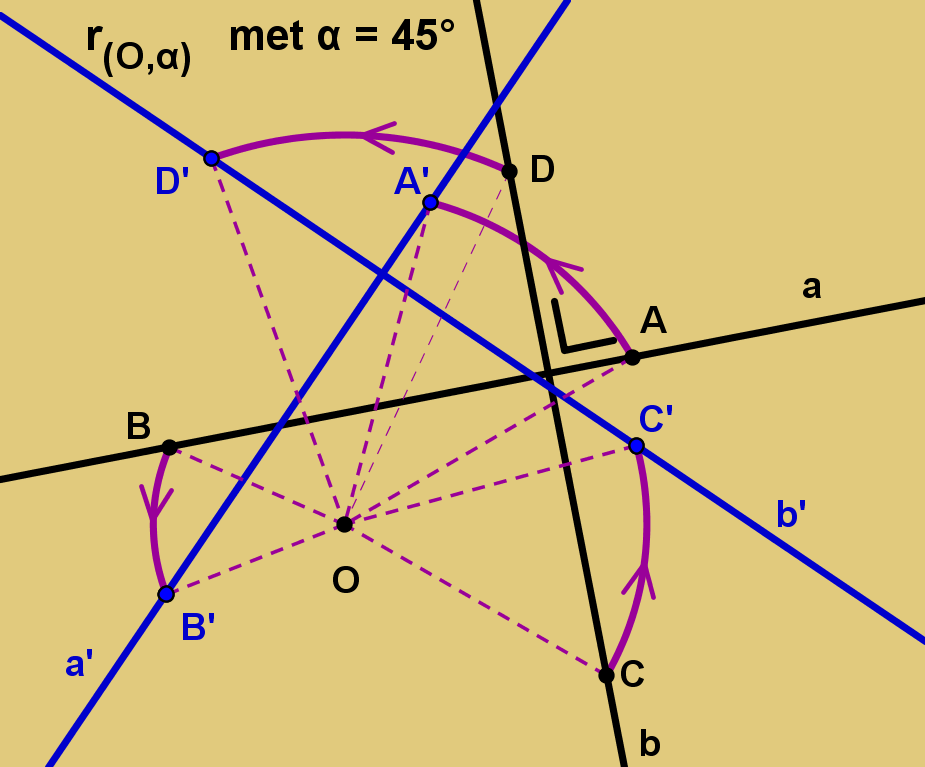 r(O,α) met α = 45°
D'
A'
D
a
A
B
C'
b'
O
B'
a'
C
b